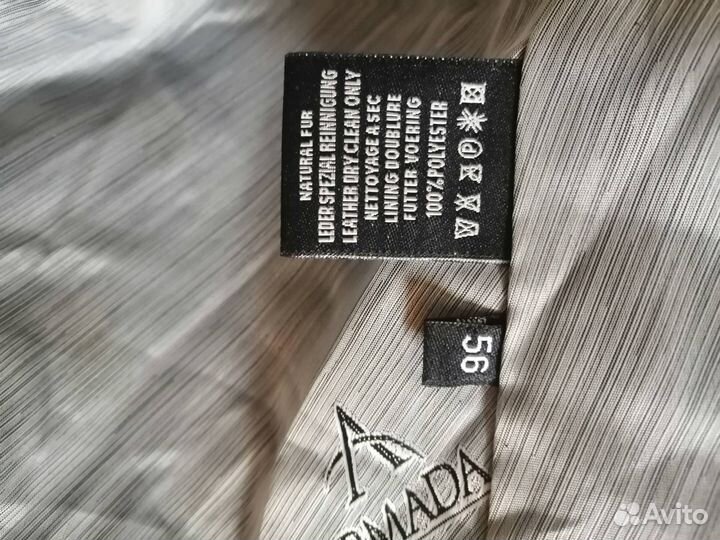 NATURAL FUR
LEDER SPEZIAL REINNIGUNG
LEATHER DRY CLEAN ONLY
NETTOYAGE A SEC
LINING DOUBLURE
FUTTER VOERING
100%POLYESTER
56
RMADA
Avito